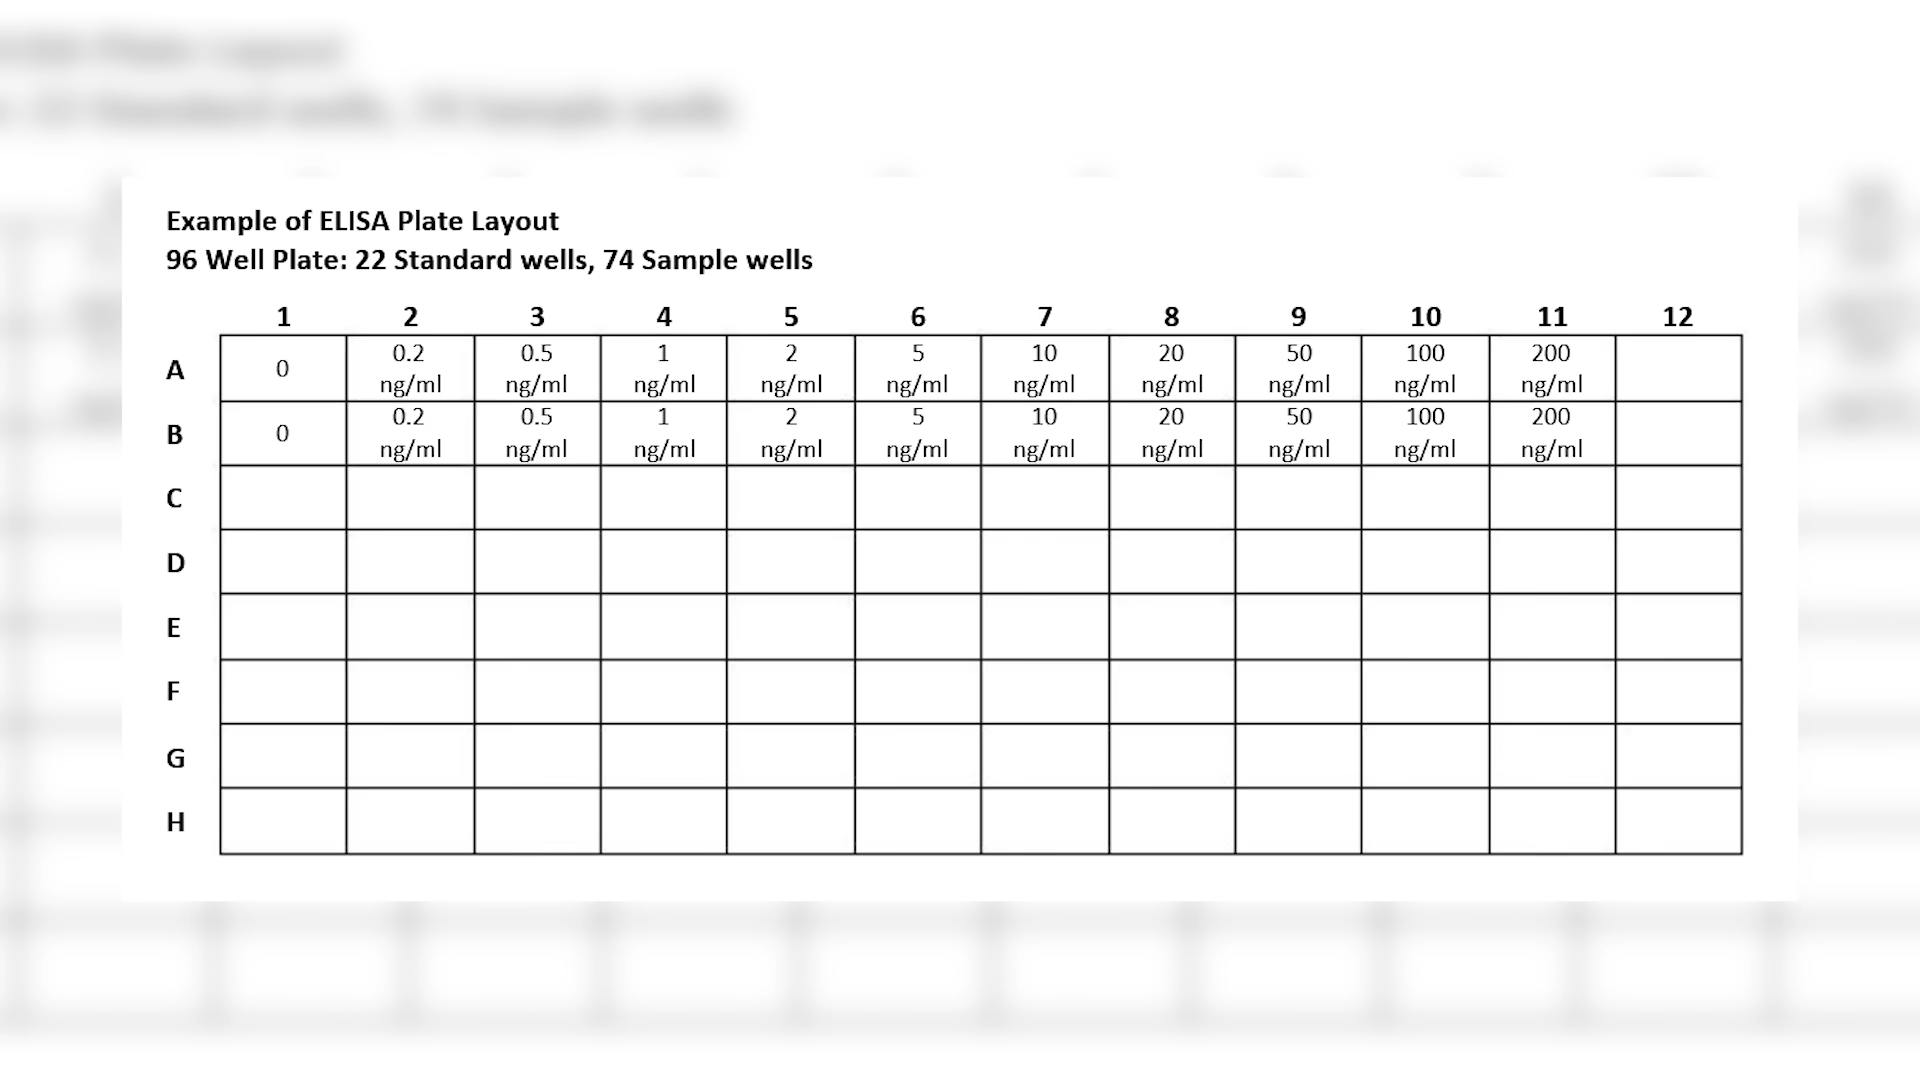 Example of ELISA Plate Layout
96 Well Plate: 22 Standard wells, 74 Sample wells
1 2 3 4 5 6 7 8 9 10 11 12
A 0 0.2 ng/ml 0.5 ng/ml 1 ng/ml 2 ng/ml 5 ng/ml 10 ng/ml 20 ng/ml 50 ng/ml 100 ng/ml 200 ng/ml
B 0 0.2 ng/ml 0.5 ng/ml 1 ng/ml 2 ng/ml 5 ng/ml 10 ng/ml 20 ng/ml 50 ng/ml 100 ng/ml 200 ng/ml
C
D
E
F
G
H